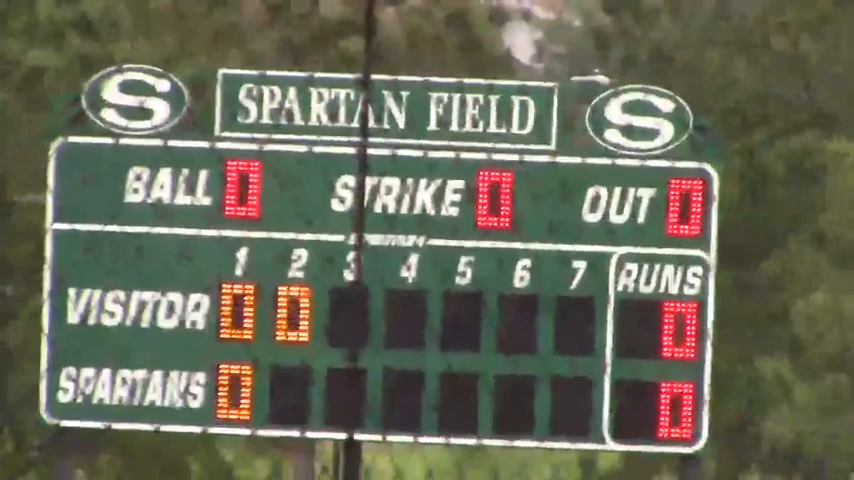 S SPARTAN FIELD S
BALL 0 STRIKE 0 OUT 0
1 2 3 4 5 6 7 RUNS
VISITOR 0 0 0
SPARTANS 0 0